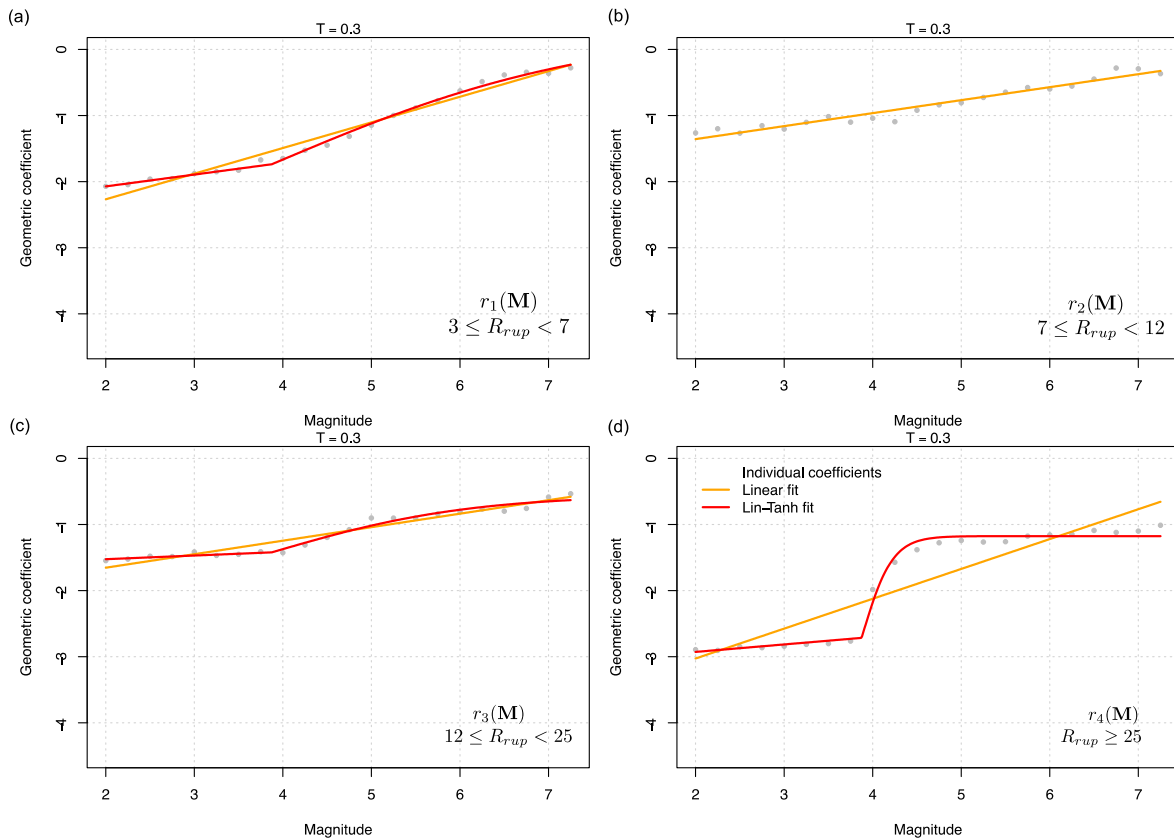 (a)
T = 0.3
Geometric coefficient
0
-1
-2
-3
-4
r₁(M)
3 ≤ Rrup < 7
2 3 4 5 6 7
Magnitude
(b)
T = 0.3
Geometric coefficient
0
-1
-2
-3
-4
r₂(M)
7 ≤ Rrup < 12
2 3 4 5 6 7
Magnitude
(c)
T = 0.3
Geometric coefficient
0
-1
-2
-3
-4
r₃(M)
12 ≤ Rrup < 25
2 3 4 5 6 7
Magnitude
(d)
T = 0.3
Geometric coefficient
0
-1
-2
-3
-4
Individual coefficients
Linear fit
Lin-Tanh fit
r₄(M)
Rrup ≥ 25
2 3 4 5 6 7
Magnitude